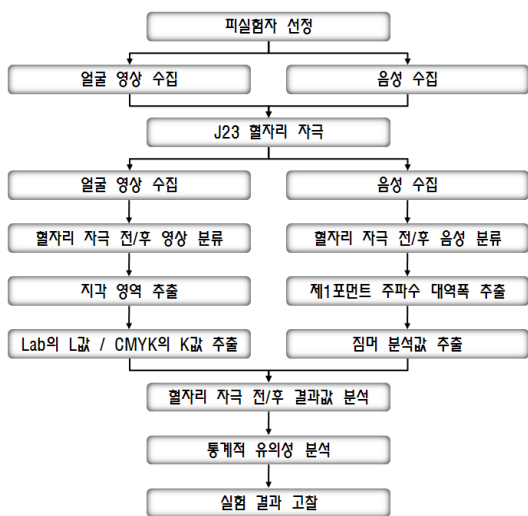 피실험자 선정
얼굴 영상 수집
음성 수집
J23 혈자리 자극
얼굴 영상 수집
음성 수집
혈자리 자극 전/후 영상 분류
혈자리 자극 전/후 음성 분류
지각 영역 추출
제1포먼트 주파수 대역폭 추출
Lab의 L값 / CMYK의 K값 추출
짐머 분석값 추출
혈자리 자극 전/후 결과값 분석
통계적 유의성 분석
실험 결과 고찰